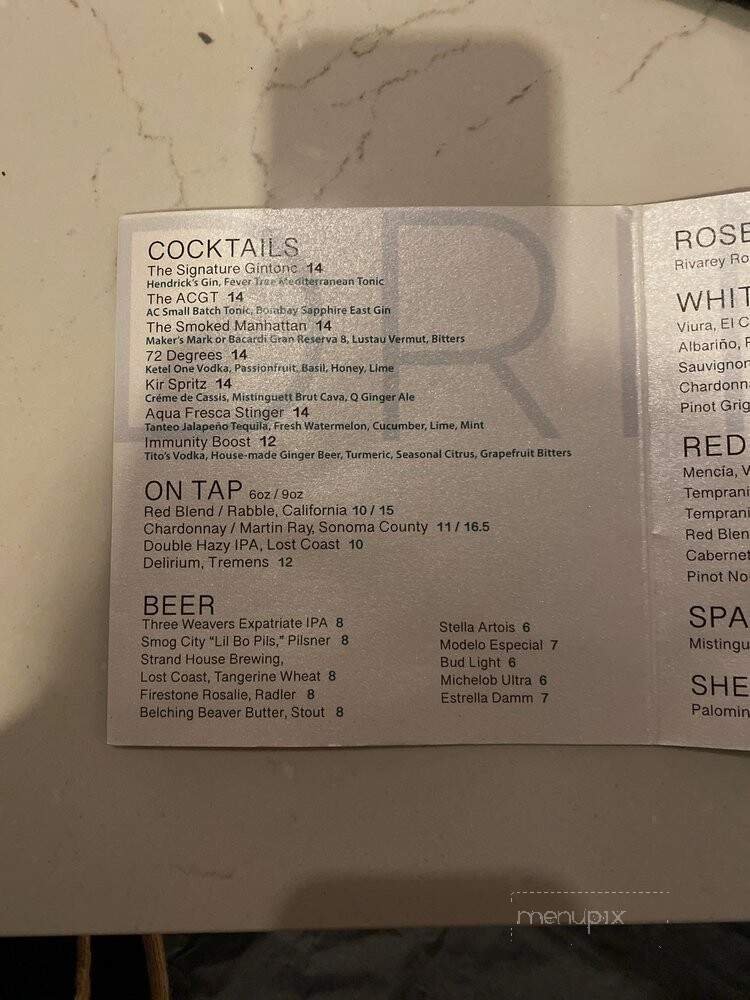 COCKTAILS
The Signature Gintonc 14
Hendrick's Gin, Fever Tree Mediterranean Tonic
The ACGT 14
AC Small Batch Tonic, Bombay Sapphire East Gin
The Smoked Manhattan 14
Maker's Mark or Bacardi Gran Reserva 8, Lustau Vermut, Bitters
72 Degrees 14
Ketel One Vodka, Passionfruit, Basil, Honey, Lime
Kir Spritz 14
Créme de Cassis, Mistinguett Brut Cava, Q Ginger Ale
Aqua Fresca Stinger 14
Tanteo Jalapeño Tequila, Fresh Watermelon, Cucumber, Lime, Mint
Immunity Boost 12
Tito's Vodka, House-made Ginger Beer, Turmeric, Seasonal Citrus, Grapefruit Bitters
ON TAP 6oz / 9oz
Red Blend / Rabble, California 10 / 15
Chardonnay / Martin Ray, Sonoma County 11 / 16.5
Double Hazy IPA, Lost Coast 10
Delirium, Tremens 12
BEER
Three Weavers Expatriate IPA 8
Smog City "Lil Bo Pils," Pilsner 8
Strand House Brewing,
Lost Coast, Tangerine Wheat 8
Firestone Rosalie, Radler 8
Belching Beaver Butter, Stout 8
Stella Artois 6
Modelo Especial 7
Bud Light 6
Michelob Ultra 6
Estrella Damm 7
ROSE
Rivarey Ro
WHIT
Viura, El C
Albariño, F
Sauvignon
Chardonn
Pinot Grig
RED
Mencía, V
Temprani
Temprani
Red Blen
Cabernet
Pinot No
SPA
Mistingu
SHE
Palomin
menupix